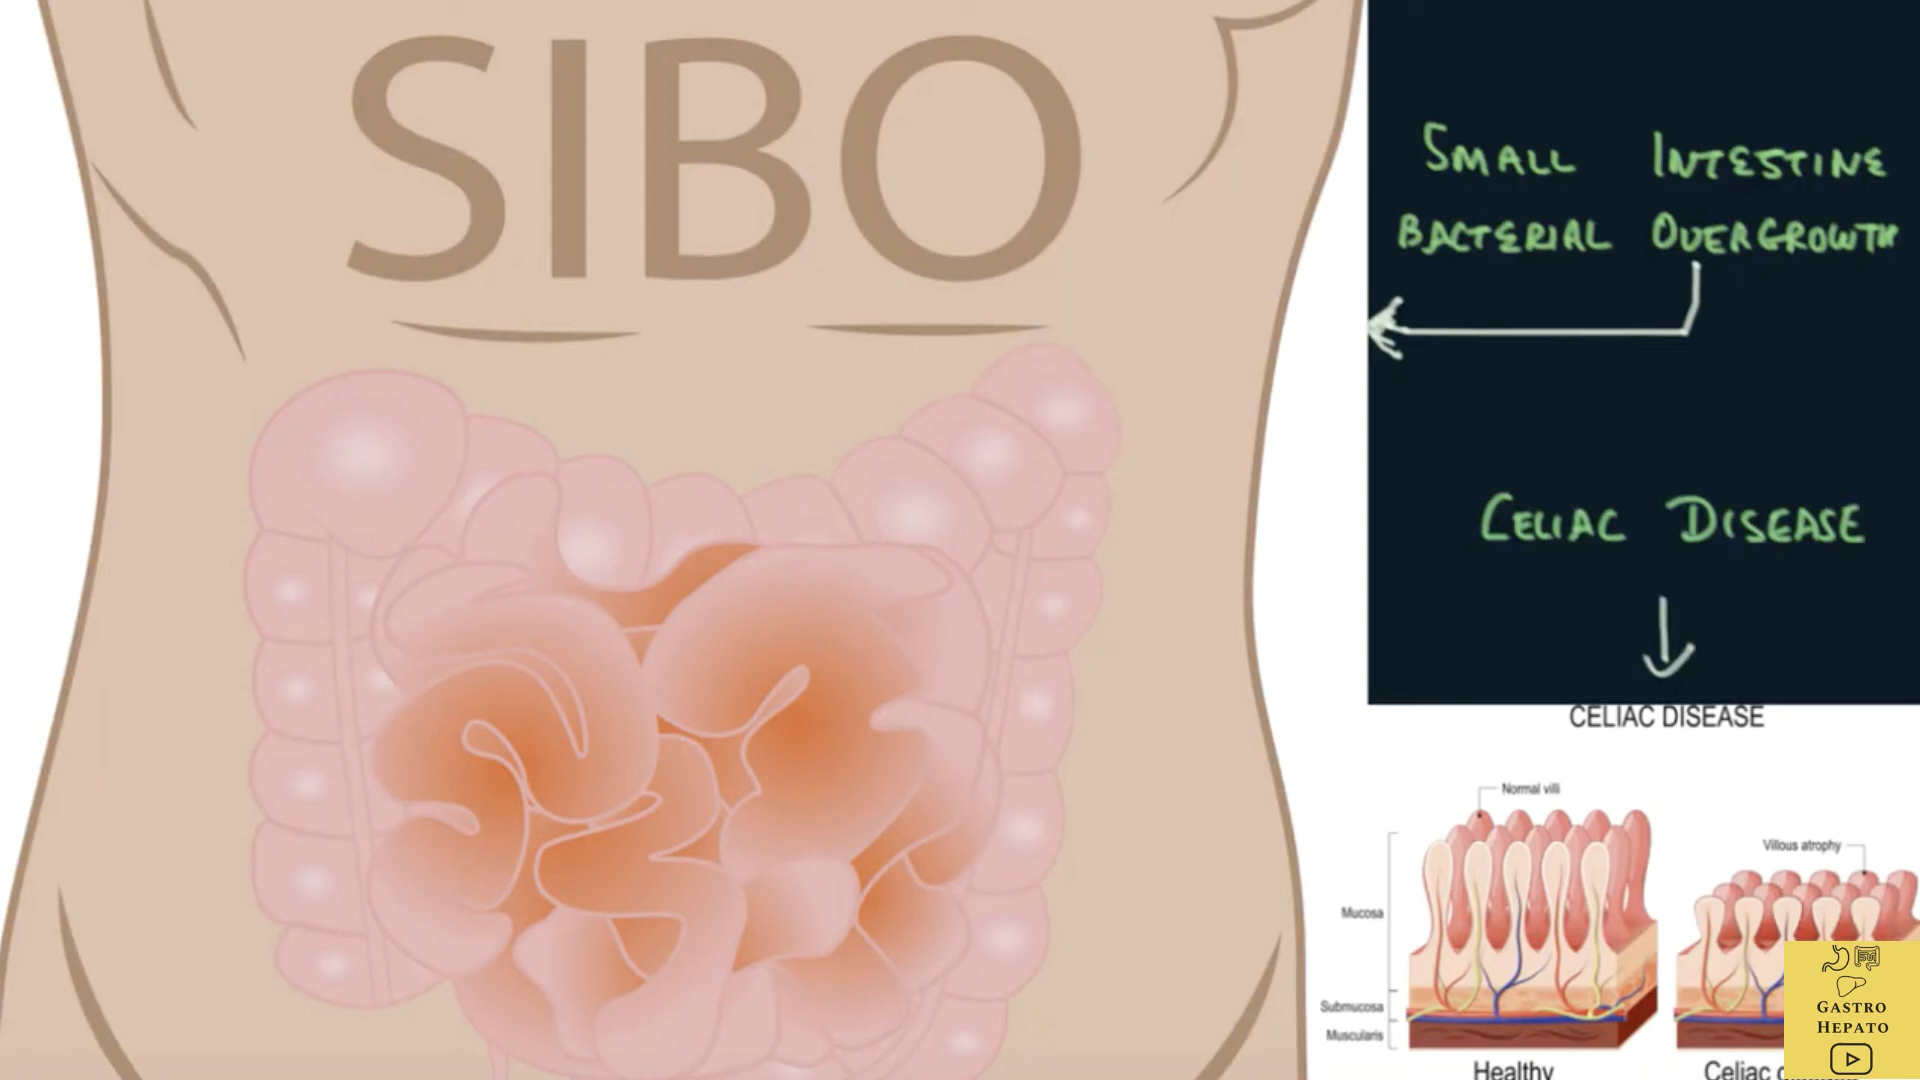 SIBO
SMALL INTESTINE
BACTERIAL OVERGROWTH
CELIAC DISEASE
CELIAC DISEASE
Normal villi
Villous atrophy
Mucosa
Submucosa
Muscularis
Healthy
Celiac
GASTRO
HEPATO